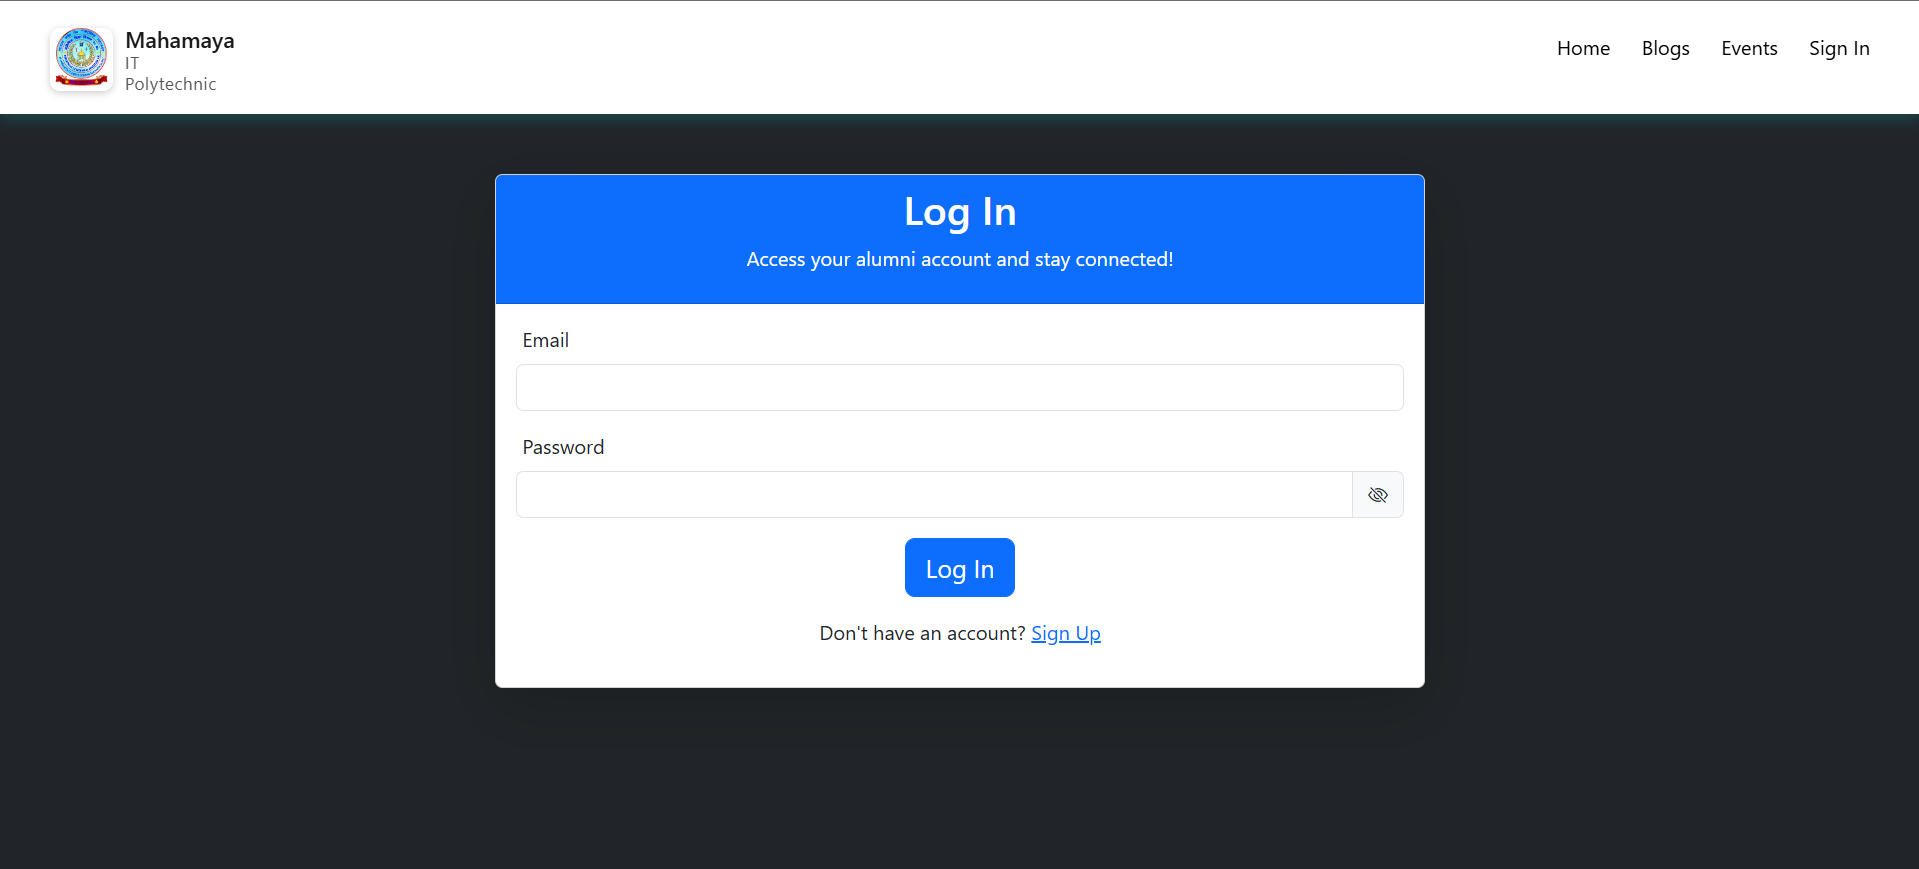 Mahamaya
IT
Polytechnic
Home Blogs Events Sign In
Log In
Access your alumni account and stay connected!
Email
Password
Log In
Don't have an account? Sign Up